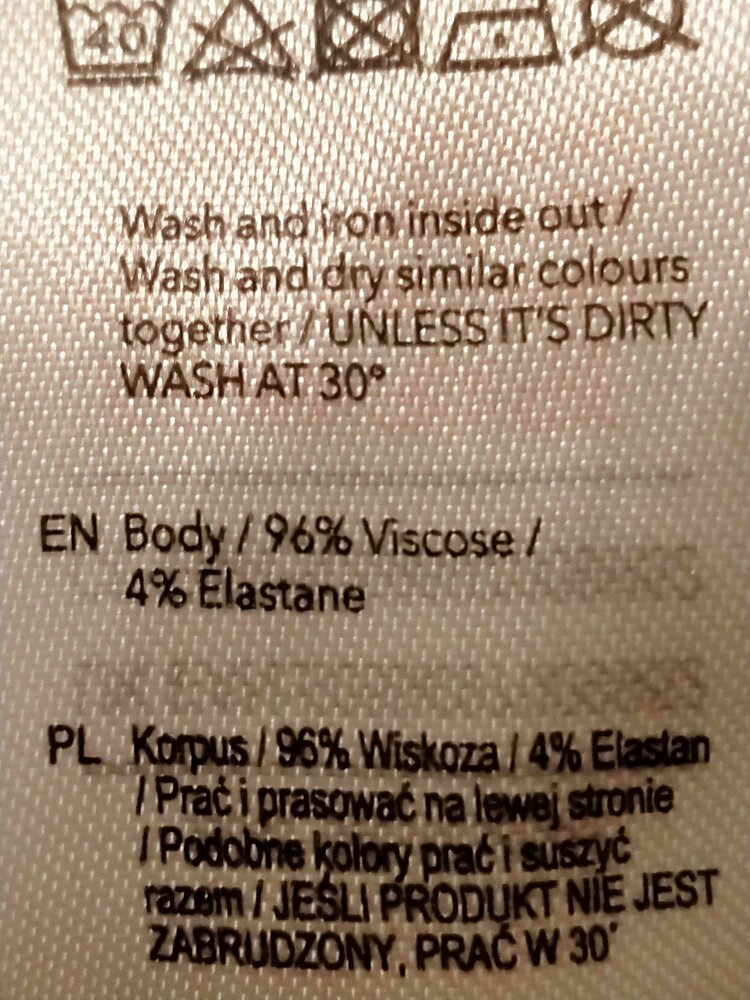 40
Wash and iron inside out /
Wash and dry similar colours
together / UNLESS IT'S DIRTY
WASH AT 30°
EN Body / 96% Viscose /
4% Elastane
PL Korpus / 96% Wiskoza / 4% Elastan
/ Prać i prasować na lewej stronie
/ Podobne kolory prać i suszyć
razem / JEŚLI PRODUKT NIE JEST
ZABRUDZONY, PRAĆ W 30°